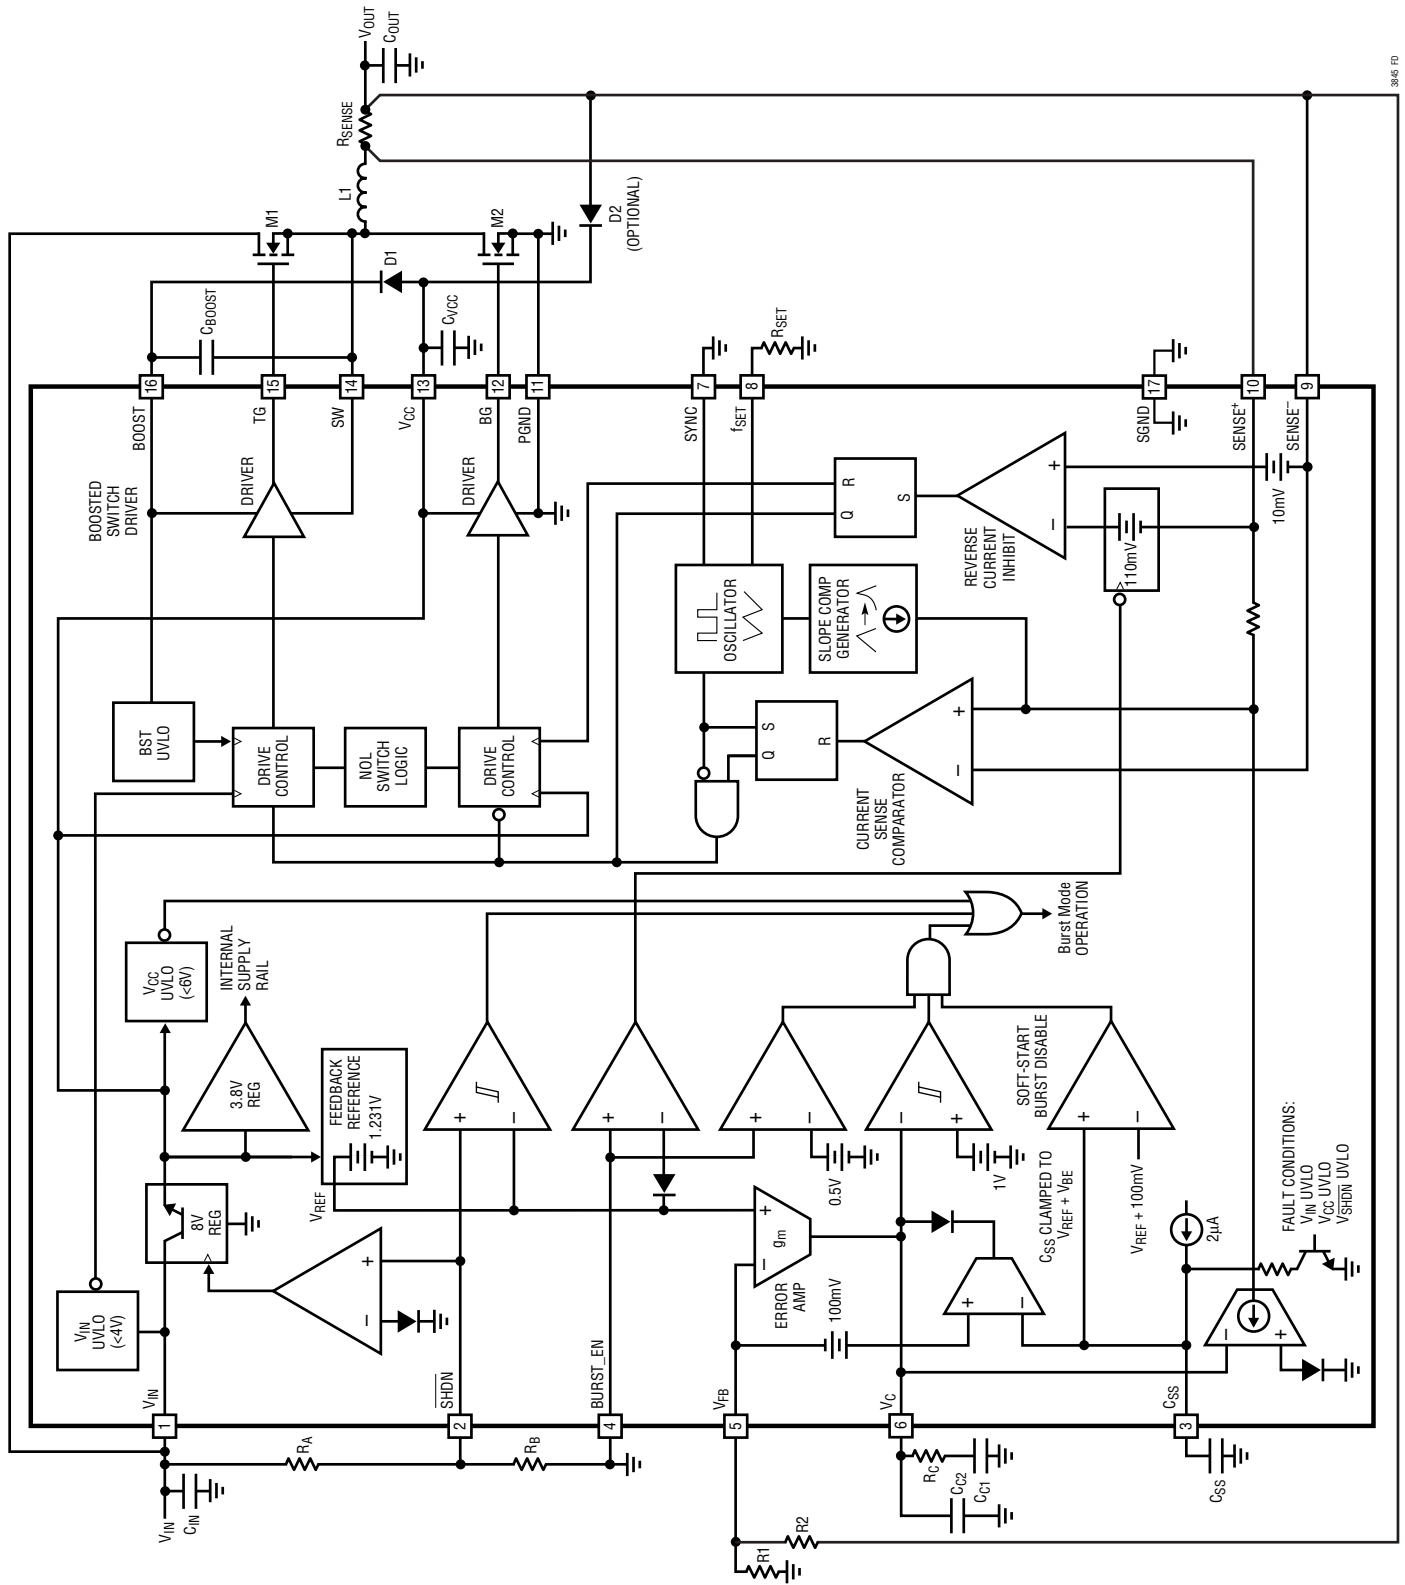 VIN
CIN
RA
RB
R1
R2
RC
CC2
CC1
CSS
1
2
4
5
6
3
VIN
SHDN
BURST_EN
VFB
VC
CSS
VIN
UVLO
(<4V)
8V
REG
3.8V
REG
VCC
UVLO
(<6V)
INTERNAL
SUPPLY
RAIL
FEEDBACK
REFERENCE
1.231V
VREF
+
–
+
–
+
–
+
–
0.5V
–
+
1V
+
–
SOFT-START
BURST DISABLE
VREF + 100mV
CSS CLAMPED TO
VREF + VBE
+
–
gm
ERROR
AMP
100mV
+
–
2µA
–
+
FAULT CONDITIONS:
VIN UVLO
VCC UVLO
VSHDN UVLO
Burst Mode
OPERATION
BST
UVLO
DRIVE
CONTROL
NOL
SWITCH
LOGIC
DRIVE
CONTROL
BOOSTED
SWITCH
DRIVER
DRIVER
DRIVER
OSCILLATOR
SLOPE COMP
GENERATOR
Q
S
R
CURRENT
SENSE
COMPARATOR
+
–
Q
R
S
REVERSE
CURRENT
INHIBIT
–
+
110mV
10mV
BOOST
TG
SW
VCC
BG
PGND
SYNC
fSET
SGND
SENSE+
SENSE–
16
15
14
13
12
11
7
8
17
10
9
CBOOST
CVCC
D1
M1
M2
D2
(OPTIONAL)
RSET
L1
RSENSE
VOUT
COUT
3845 FD